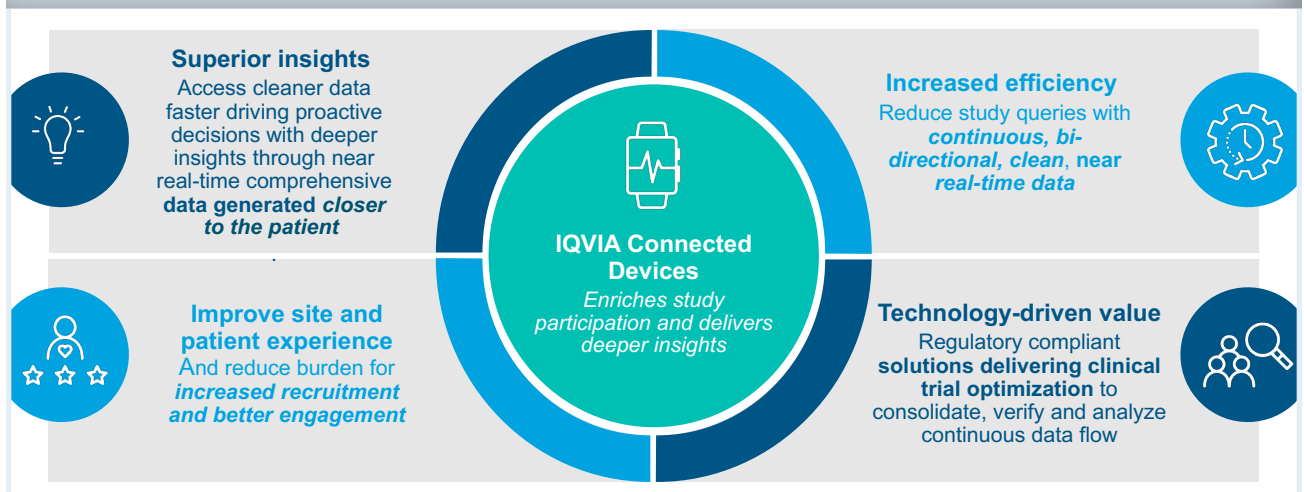 Superior insights
Access cleaner data
faster driving proactive
decisions with deeper
insights through near
real-time comprehensive
data generated closer
to the patient
Increased efficiency
Reduce study queries with
continuous, bi-
directional, clean, near
real-time data
IQVIA Connected
Devices
Enriches study
participation and delivers
deeper insights
Improve site and
patient experience
And reduce burden for
increased recruitment
and better engagement
Technology-driven value
Regulatory compliant
solutions delivering clinical
trial optimization to
consolidate, verify and analyze
continuous data flow